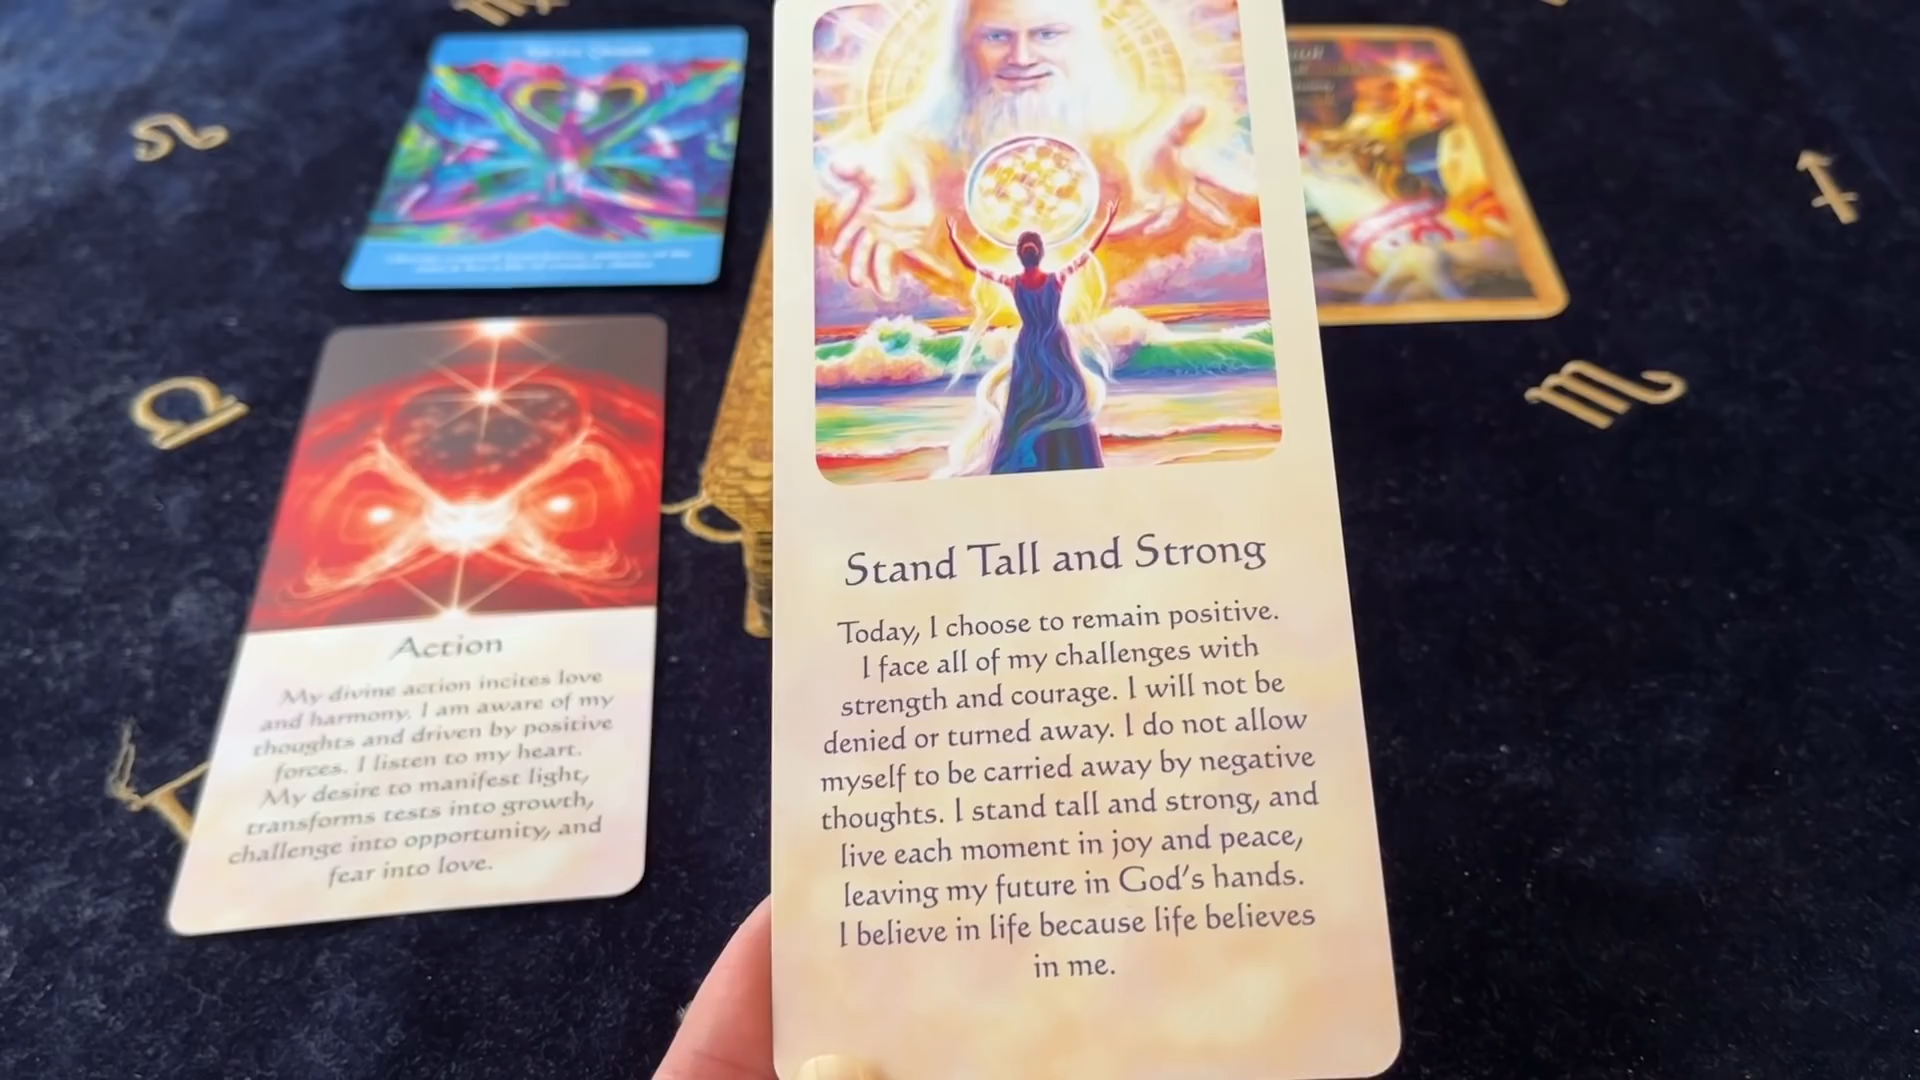 Stand Tall and Strong
Today, I choose to remain positive.
I face all of my challenges with
strength and courage. I will not be
denied or turned away. I do not allow
myself to be carried away by negative
thoughts. I stand tall and strong, and
live each moment in joy and peace,
leaving my future in God's hands.
I believe in life because life believes
in me.
Action
My divine action incites love
and harmony. I am aware of my
thoughts and driven by positive
forces. I listen to my heart.
My desire to manifest light,
transforms tests into growth,
challenge into opportunity, and
fear into love.